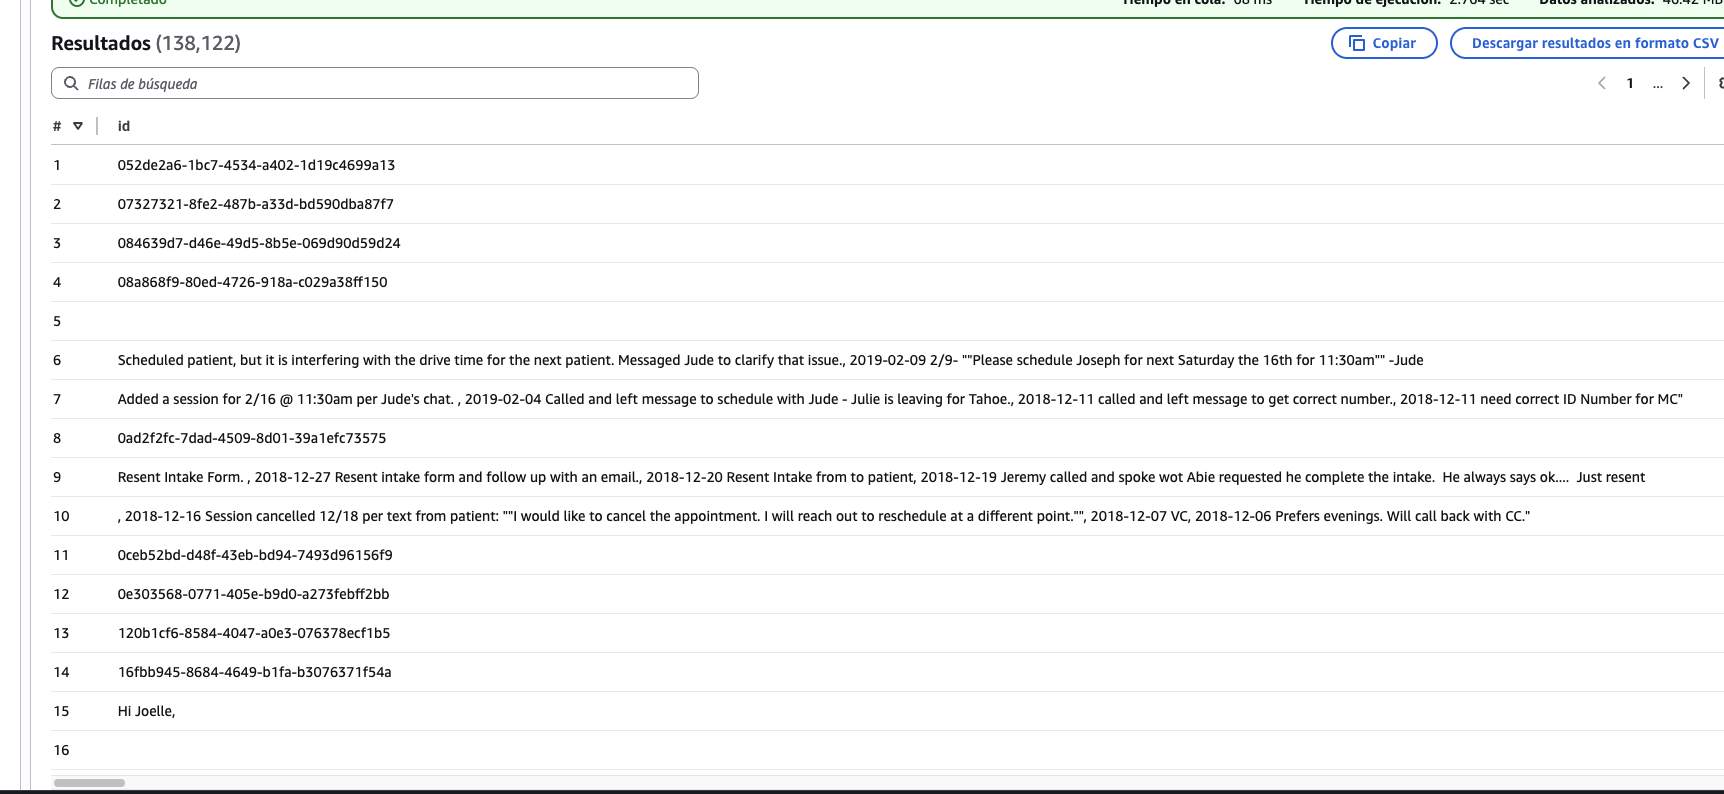 Completado Tiempo en cola: 68 ms Tiempo de ejecución: 2.764 sec Datos analizados: 46.42 MB
Resultados (138,122) Copiar Descargar resultados en formato CSV
Filas de búsqueda 1 ...
# id
1 052de2a6-1bc7-4534-a402-1d19c4699a13
2 07327321-8fe2-487b-a33d-bd590dba87f7
3 084639d7-d46e-49d5-8b5e-069d90d59d24
4 08a868f9-80ed-4726-918a-c029a38ff150
5
6 Scheduled patient, but it is interfering with the drive time for the next patient. Messaged Jude to clarify that issue., 2019-02-09 2/9- ""Please schedule Joseph for next Saturday the 16th for 11:30am"" -Jude
7 Added a session for 2/16 @ 11:30am per Jude's chat. , 2019-02-04 Called and left message to schedule with Jude - Julie is leaving for Tahoe., 2018-12-11 called and left message to get correct number., 2018-12-11 need correct ID Number for MC"
8 0ad2f2fc-7dad-4509-8d01-39a1efc73575
9 Resent Intake Form. , 2018-12-27 Resent intake form and follow up with an email., 2018-12-20 Resent Intake from to patient, 2018-12-19 Jeremy called and spoke wot Abie requested he complete the intake.  He always says ok....  Just resent
10 , 2018-12-16 Session cancelled 12/18 per text from patient: ""I would like to cancel the appointment. I will reach out to reschedule at a different point."", 2018-12-07 VC, 2018-12-06 Prefers evenings. Will call back with CC."
11 0ceb52bd-d48f-43eb-bd94-7493d96156f9
12 0e303568-0771-405e-b9d0-a273febff2bb
13 120b1cf6-8584-4047-a0e3-076378ecf1b5
14 16fbb945-8684-4649-b1fa-b3076371f54a
15 Hi Joelle,
16